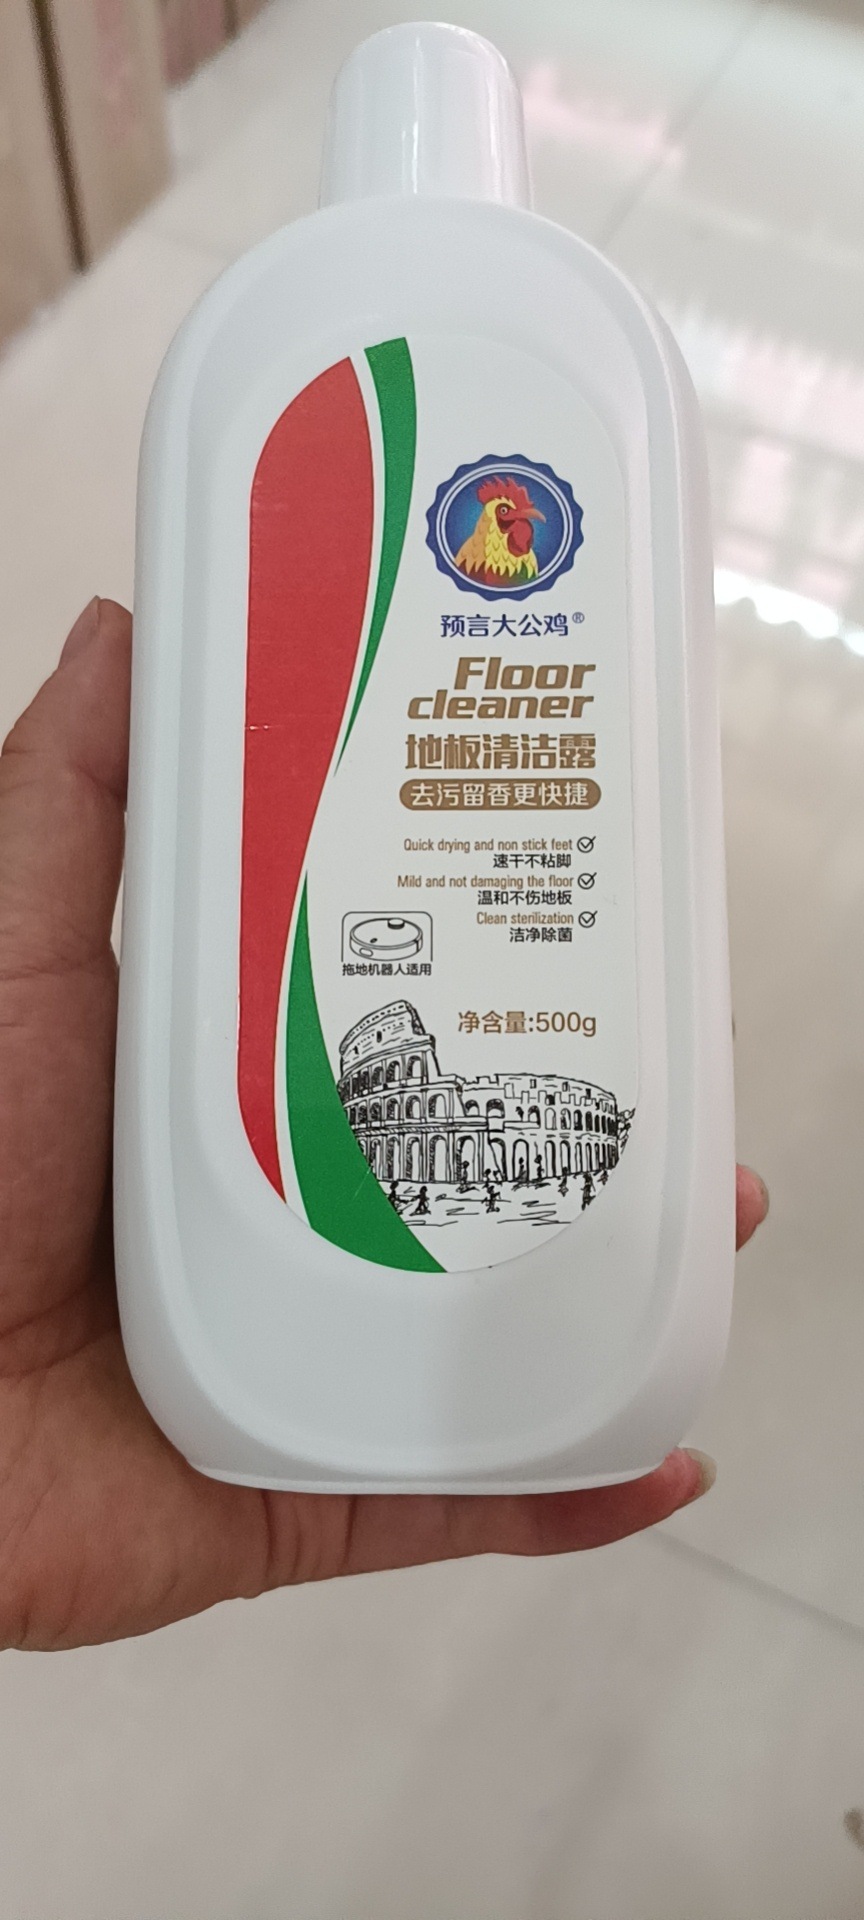 预言大公鸡®
Floor
cleaner
地板清洁露
去污留香更快捷
Quick drying and non stick feet
速干不粘脚
Mild and not damaging the floor
温和不伤地板
Clean sterilization
洁净除菌
拖地机器人适用
净含量:500g